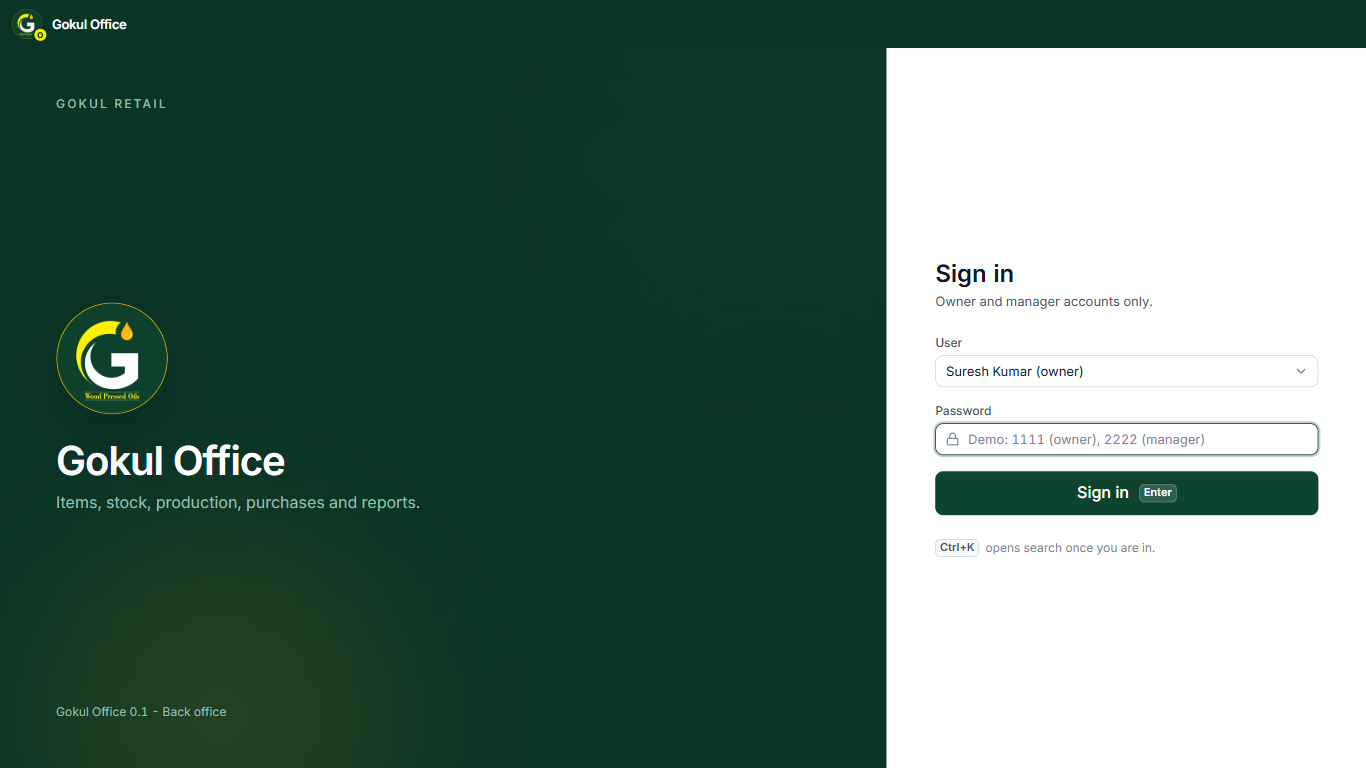 Gokul Office
GOKUL RETAIL
G
Wood Pressed Oils
Gokul Office
Items, stock, production, purchases and reports.
Gokul Office 0.1 - Back office
Sign in
Owner and manager accounts only.
User
Suresh Kumar (owner)
Password
Demo: 1111 (owner), 2222 (manager)
Sign in Enter
Ctrl+K opens search once you are in.